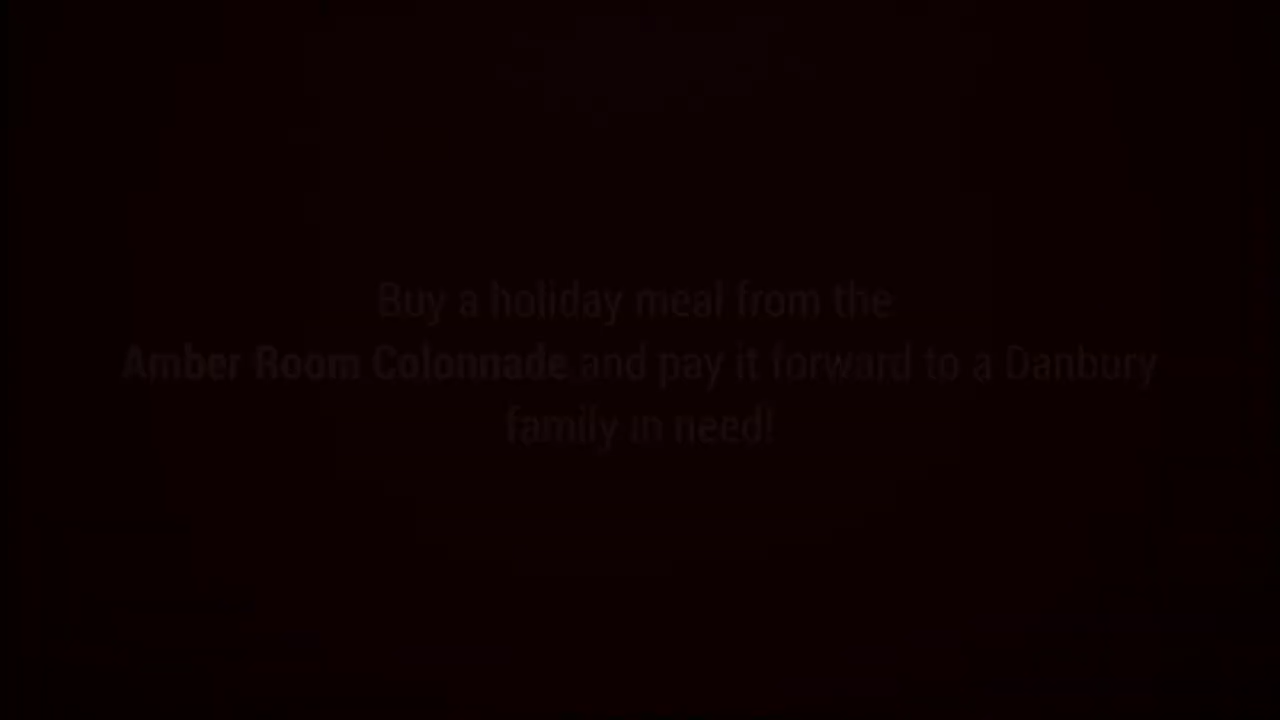 Buy a holiday meal from the
Amber Room Colonnade and pay it forward to a Danbury
family in need!